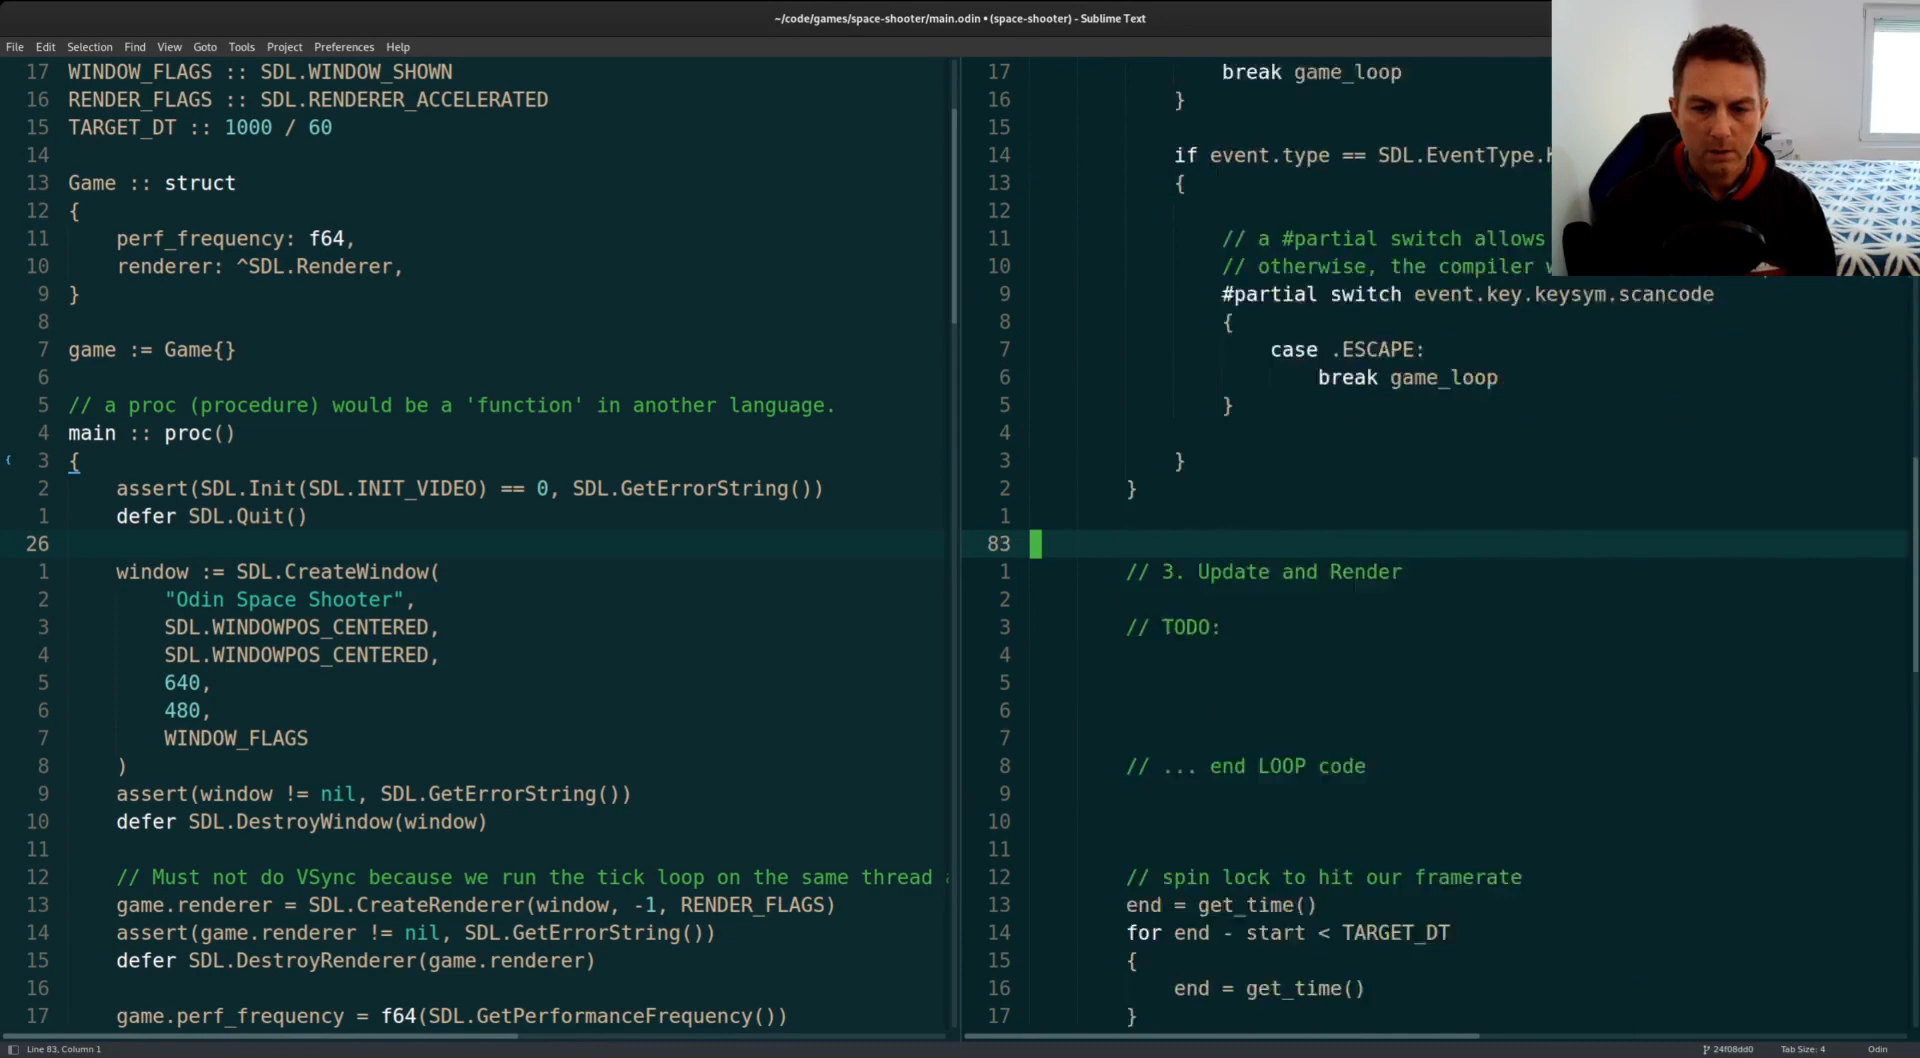 ~/code/games/space-shooter/main.odin • (space-shooter) - Sublime Text
File Edit Selection Find View Goto Tools Project Preferences Help
17 WINDOW_FLAGS :: SDL.WINDOW_SHOWN
16 RENDER_FLAGS :: SDL.RENDERER_ACCELERATED
15 TARGET_DT :: 1000 / 60
14
13 Game :: struct
12 {
11 perf_frequency: f64,
10 renderer: ^SDL.Renderer,
9 }
8
7 game := Game{}
6
5 // a proc (procedure) would be a 'function' in another language.
4 main :: proc()
{ 3 {
2 assert(SDL.Init(SDL.INIT_VIDEO) == 0, SDL.GetErrorString())
1 defer SDL.Quit()
26
1 window := SDL.CreateWindow(
2 "Odin Space Shooter",
3 SDL.WINDOWPOS_CENTERED,
4 SDL.WINDOWPOS_CENTERED,
5 640,
6 480,
7 WINDOW_FLAGS
8 )
9 assert(window != nil, SDL.GetErrorString())
10 defer SDL.DestroyWindow(window)
11
12 // Must not do VSync because we run the tick loop on the same thread
13 game.renderer = SDL.CreateRenderer(window, -1, RENDER_FLAGS)
14 assert(game.renderer != nil, SDL.GetErrorString())
15 defer SDL.DestroyRenderer(game.renderer)
16
17 game.perf_frequency = f64(SDL.GetPerformanceFrequency())
17 break game_loop
16 }
15
14 if event.type == SDL.EventType.
13 {
12
11 // a #partial switch allows
10 // otherwise, the compiler
9 #partial switch event.key.keysym.scancode
8 {
7 case .ESCAPE:
6 break game_loop
5 }
4
3 }
2 }
1
83
1 // 3. Update and Render
2
3 // TODO:
4
5
6
7
8 // ... end LOOP code
9
10
11
12 // spin lock to hit our framerate
13 end = get_time()
14 for end - start < TARGET_DT
15 {
16 end = get_time()
17 }
Line 83, Column 1
24f08dd0 Tab Size: 4 Odin